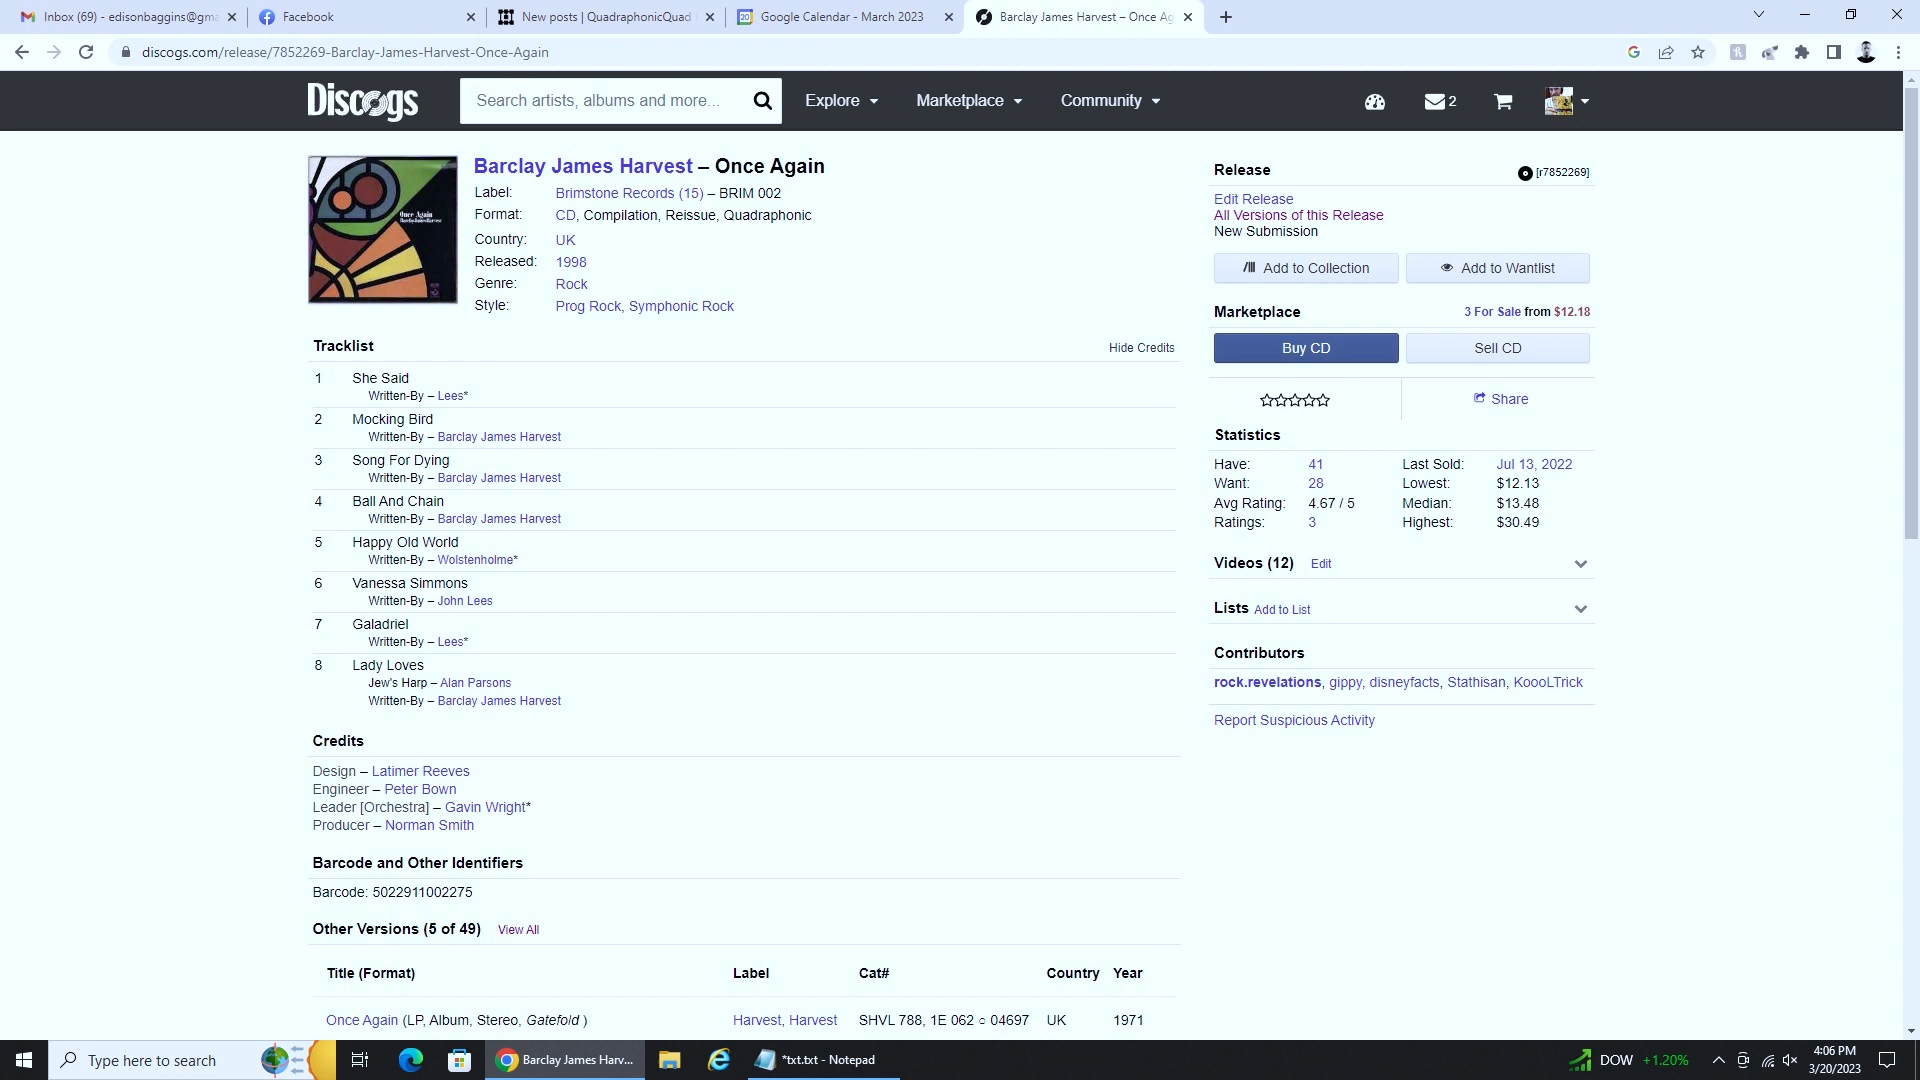 Inbox (69) - edisonbaggins@gma
Facebook
New posts | QuadraphonicQuad
Google Calendar - March 2023
Barclay James Harvest – Once Ag
discogs.com/release/7852269-Barclay-James-Harvest-Once-Again
Discogs
Search artists, albums and more...
Explore
Marketplace
Community
2
Once Again
Barclay James Harvest
Barclay James Harvest – Once Again
Label: Brimstone Records (15) – BRIM 002
Format: CD, Compilation, Reissue, Quadraphonic
Country: UK
Released: 1998
Genre: Rock
Style: Prog Rock, Symphonic Rock
Tracklist
Hide Credits
1 She Said
Written-By – Lees*
2 Mocking Bird
Written-By – Barclay James Harvest
3 Song For Dying
Written-By – Barclay James Harvest
4 Ball And Chain
Written-By – Barclay James Harvest
5 Happy Old World
Written-By – Wolstenholme*
6 Vanessa Simmons
Written-By – John Lees
7 Galadriel
Written-By – Lees*
8 Lady Loves
Jew's Harp – Alan Parsons
Written-By – Barclay James Harvest
Credits
Design – Latimer Reeves
Engineer – Peter Bown
Leader [Orchestra] – Gavin Wright*
Producer – Norman Smith
Barcode and Other Identifiers
Barcode: 5022911002275
Other Versions (5 of 49) View All
Title (Format) Label Cat# Country Year
Once Again (LP, Album, Stereo, Gatefold ) Harvest, Harvest SHVL 788, 1E 062 ○ 04697 UK 1971
Release
[r7852269]
Edit Release
All Versions of this Release
New Submission
Add to Collection
Add to Wantlist
Marketplace
3 For Sale from $12.18
Buy CD
Sell CD
Share
Statistics
Have: 41 Last Sold: Jul 13, 2022
Want: 28 Lowest: $12.13
Avg Rating: 4.67 / 5 Median: $13.48
Ratings: 3 Highest: $30.49
Videos (12) Edit
Lists Add to List
Contributors
rock.revelations, gippy, disneyfacts, Stathisan, KoooLTrick
Report Suspicious Activity
Type here to search
Barclay James Harv...
*txt.txt - Notepad
DOW +1.20%
4:06 PM
3/20/2023